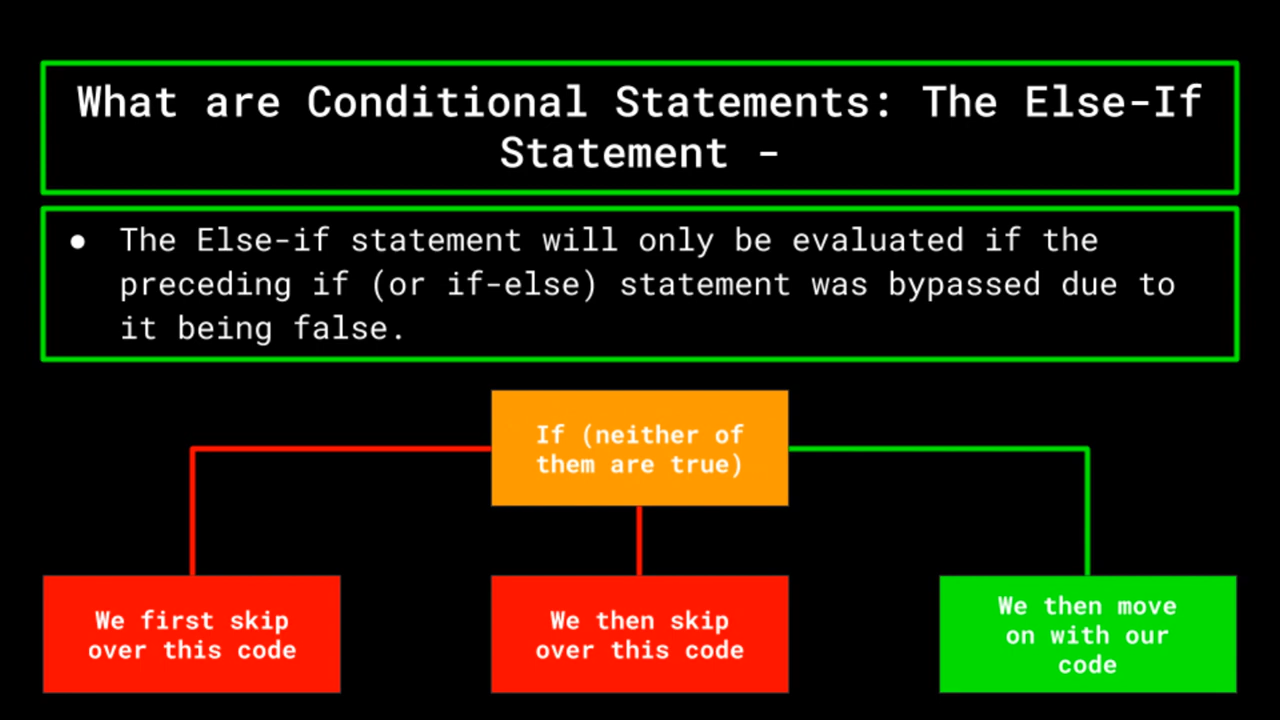 What are Conditional Statements: The Else-If
Statement -
● The Else-if statement will only be evaluated if the
preceding if (or if-else) statement was bypassed due to
it being false.
If (neither of
them are true)
We first skip
over this code
We then skip
over this code
We then move
on with our
code